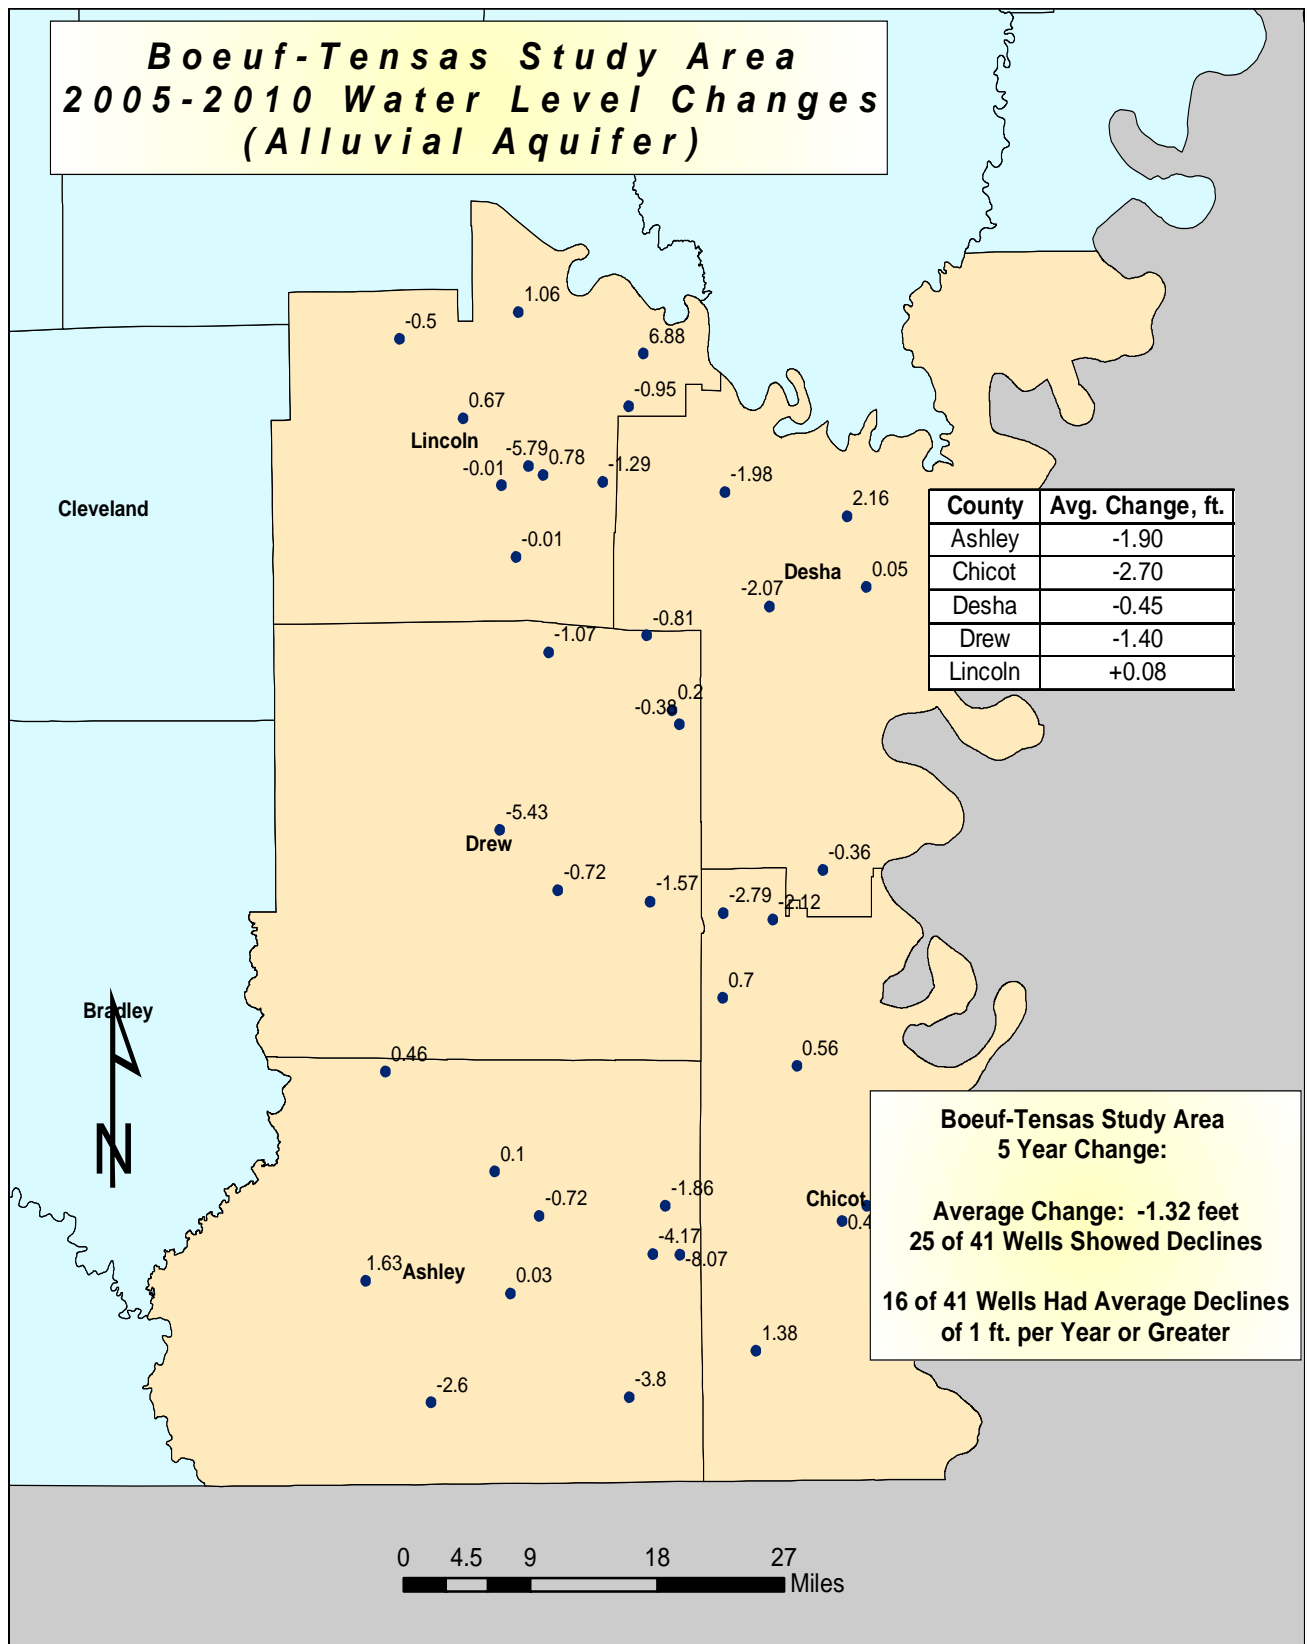 Boeuf-Tensas Study Area
2005-2010 Water Level Changes
(Alluvial Aquifer)
1.06
-0.5
6.88
-0.95
0.67
Lincoln
-5.79
0.78
-0.01
-1.29
-1.98
2.16
Cleveland
-0.01
Desha
0.05
-2.07
County Avg. Change, ft.
Ashley -1.90
Chicot -2.70
Desha -0.45
Drew -1.40
Lincoln +0.08
-0.81
-1.07
0.2
-0.38
-5.43
Drew
-0.36
-0.72
-1.57
-2.79
-2.12
0.7
Bradley
0.46
0.56
N
0.1
-0.72
-1.86
Chicot
0.4
-4.17
-8.07
1.63
Ashley
0.03
1.38
-2.6
-3.8
Boeuf-Tensas Study Area
5 Year Change:
Average Change: -1.32 feet
25 of 41 Wells Showed Declines
16 of 41 Wells Had Average Declines
of 1 ft. per Year or Greater
0 4.5 9 18 27
Miles